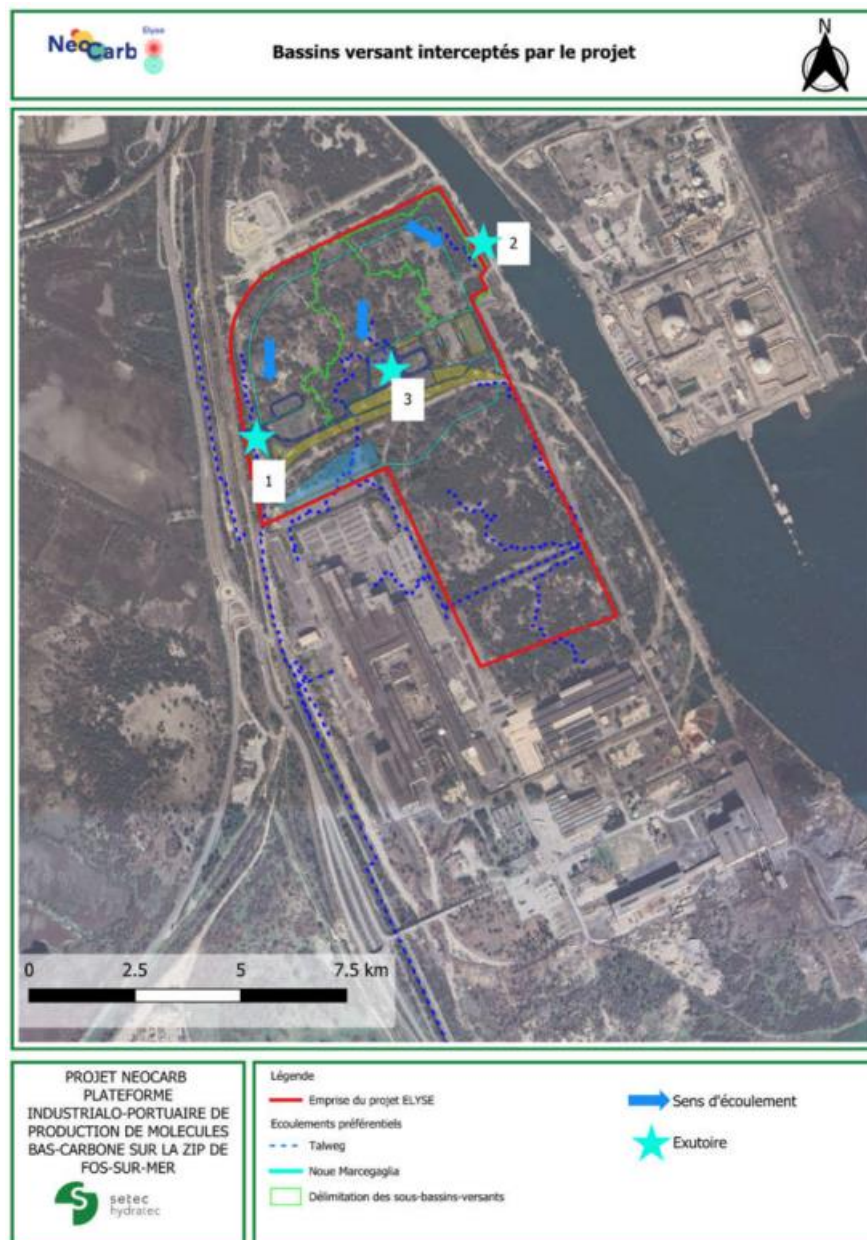 NeoCarb
Elyse
Bassins versant interceptés par le projet
N
2
3
1
0 2.5 5 7.5 km
PROJET NEOCARB
PLATEFORME
INDUSTRIALO-PORTUAIRE DE
PRODUCTION DE MOLECULES
BAS-CARBONE SUR LA ZIP DE
FOS-SUR-MER
setec
hydratec
Légende
Emprise du projet ELYSE
Ecoulements préférentiels
Talweg
Noue Marcegaglia
Délimitation des sous-bassins-versants
Sens d'écoulement
Exutoire